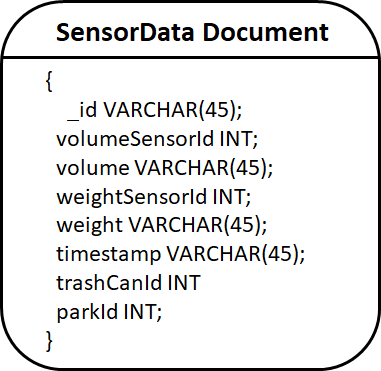 SensorData Document
{
_id VARCHAR(45);
volumeSensorId INT;
volume VARCHAR(45);
weightSensorId INT;
weight VARCHAR(45);
timestamp VARCHAR(45);
trashCanId INT
parkId INT;
}